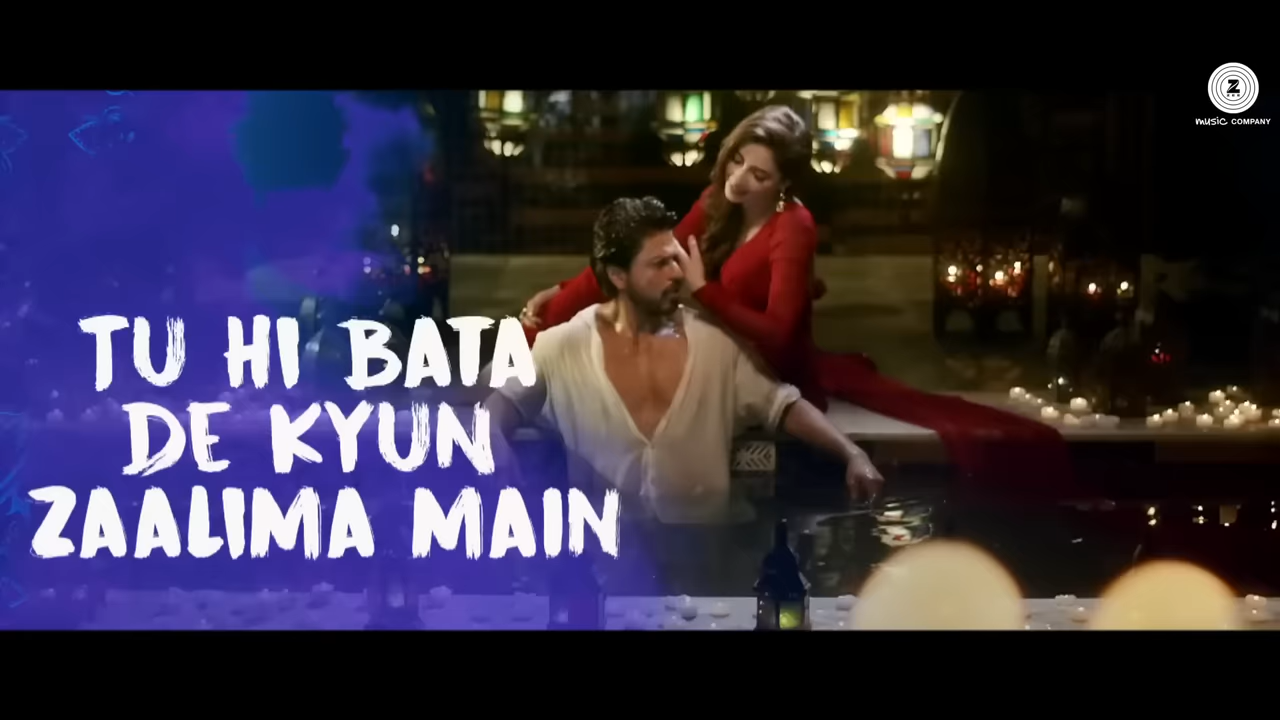 Z
music COMPANY
TU HI BATA
DE KYUN
ZAALIMA MAIN